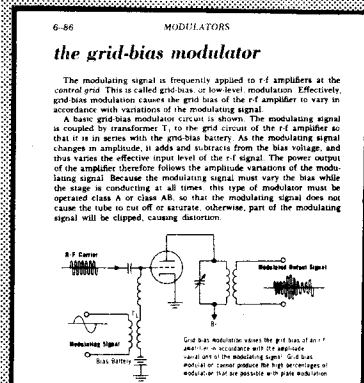 6–86 MODULATORS
the grid-bias modulator
The modulating signal is frequently applied to r-f amplifiers at the
control grid This is called grid-bias, or low-level, modulation Effectively,
grid-bias modulation causes the grid bias of the r-f amplifier to vary in
accordance with variations of the modulating signal.
A basic grid-bias modulator circuit is shown. The modulating signal
is coupled by transformer T1 to the grid circuit of the r-f amplifier so
that it is in series with the grid-bias battery. As the modulating signal
changes in amplitude, it adds and subtracts from the bias voltage, and
thus varies the effective input level of the r-f signal. The power output
of the amplifier therefore follows the amplitude variations of the modu-
lating signal Because the modulating signal must vary the bias while
the stage is conducting at all times, this type of modulator must be
operated class A or class AB, so that the modulating signal does not
cause the tube to cut off or saturate, otherwise, part of the modulating
signal will be clipped, causing distortion.
R-F Carrier
Modulated Output Signal
T1
B+
Modulating Signal
Bias Battery
Grid bias modulation varies the grid bias of an r-f
amplifier in accordance with the amplitude
variations of the modulating signal Grid bias
modulator cannot produce the high percentages of
modulation that are possible with plate modulation